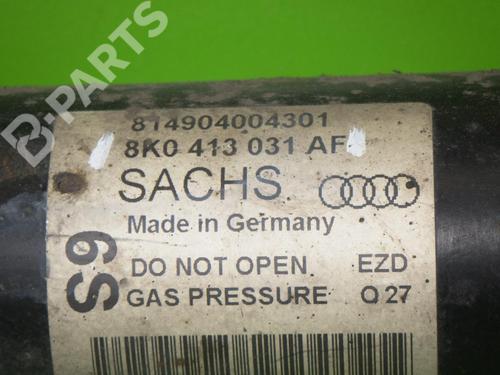 B-PARTS
814904004301
8K0 413 031 AF
SACHS
Made in Germany
DO NOT OPEN EZD
GAS PRESSURE Q 27
S9